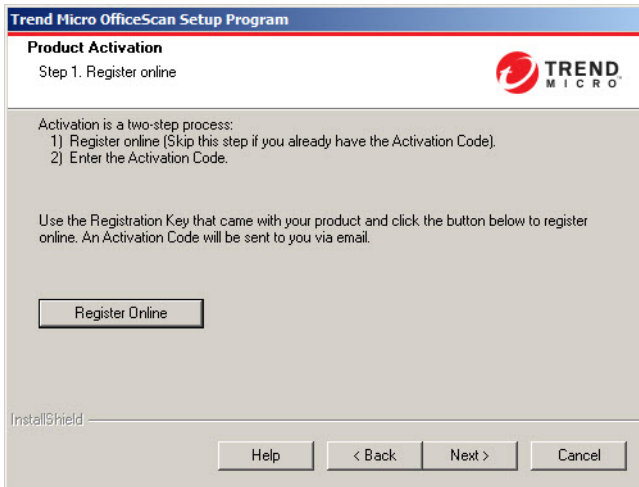 Trend Micro OfficeScan Setup Program
Product Activation
Step 1. Register online
TREND
MICRO
Activation is a two-step process:
1) Register online (Skip this step if you already have the Activation Code).
2) Enter the Activation Code.
Use the Registration Key that came with your product and click the button below to register
online. An Activation Code will be sent to you via email.
Register Online
InstallShield
Help
< Back
Next >
Cancel